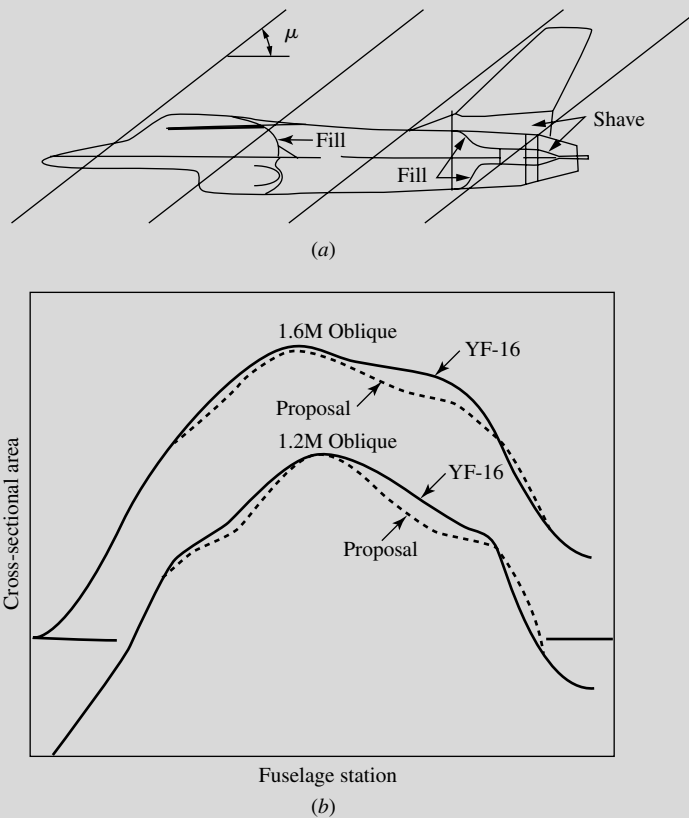 μ
Fill
Shave
Fill
(a)
1.6M Oblique
YF-16
Proposal
1.2M Oblique
YF-16
Proposal
Cross-sectional area
Fuselage station
(b)